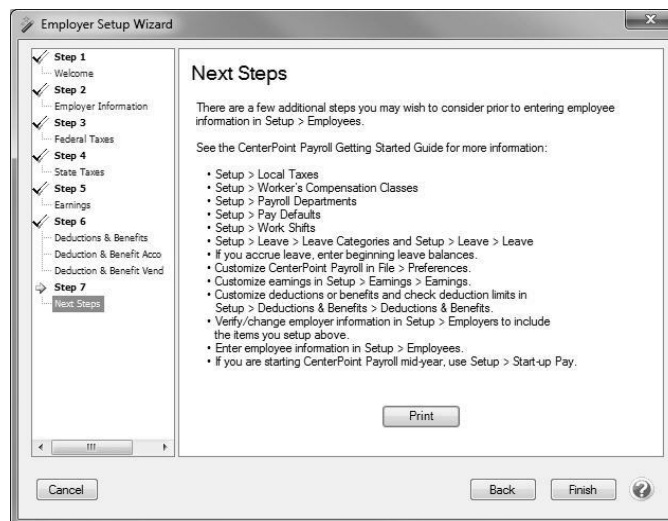 Employer Setup Wizard
Step 1
Welcome
Step 2
Employer Information
Step 3
Federal Taxes
Step 4
State Taxes
Step 5
Earnings
Step 6
Deductions & Benefits
Deduction & Benefit Acco
Deduction & Benefit Vend
Step 7
Next Steps
Next Steps
There are a few additional steps you may wish to consider prior to entering employee
information in Setup > Employees.
See the CenterPoint Payroll Getting Started Guide for more information:
• Setup > Local Taxes
• Setup > Worker's Compensation Classes
• Setup > Payroll Departments
• Setup > Pay Defaults
• Setup > Work Shifts
• Setup > Leave > Leave Categories and Setup > Leave > Leave
• If you accrue leave, enter beginning leave balances.
• Customize CenterPoint Payroll in File > Preferences.
• Customize earnings in Setup > Earnings > Earnings.
• Customize deductions or benefits and check deduction limits in
Setup > Deductions & Benefits > Deductions & Benefits.
• Verify/change employer information in Setup > Employers to include
the items you setup above.
• Enter employee information in Setup > Employees.
• If you are starting CenterPoint Payroll mid-year, use Setup > Start-up Pay.
Print
Cancel
Back
Finish